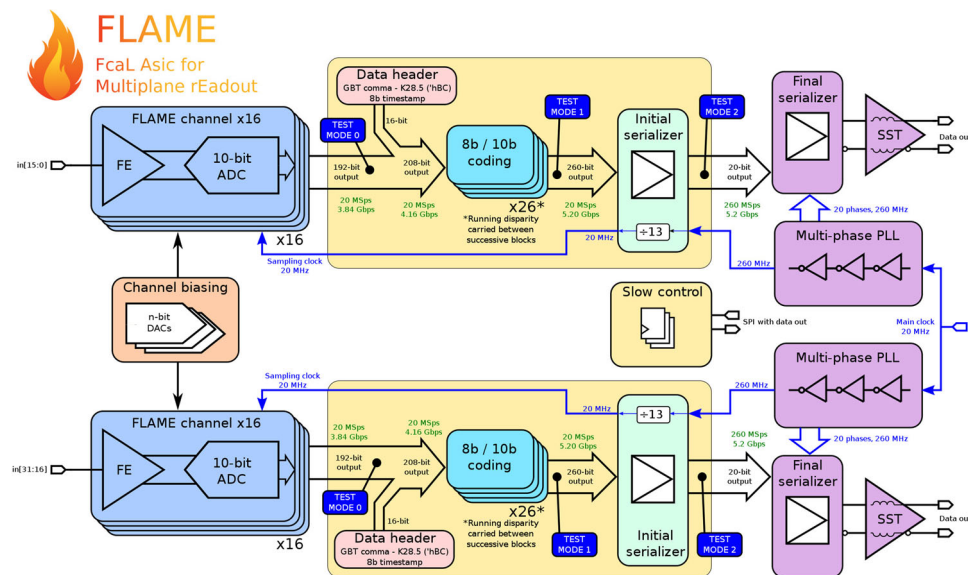 FLAME
FcaL Asic for
Multiplane rEadout
Data header
GBT comma - K28.5 ('hBC)
8b timestamp
FLAME channel x16
in[15:0]
FE
10-bit
ADC
x16
16-bit
TEST
MODE 0
192-bit
output
208-bit
output
20 MSps
3.84 Gbps
20 MSps
4.16 Gbps
8b / 10b
coding
x26*
*Running disparity
carried between
successive blocks
TEST
MODE 1
260-bit
output
20 MSps
5.20 Gbps
Initial
serializer
÷13
TEST
MODE 2
20-bit
output
260 MSps
5.2 Gbps
Final
serializer
SST
Data out
20 phases, 260 MHz
Multi-phase PLL
260 MHz
20 MHz
Sampling clock
20 MHz
Channel biasing
n-bit
DACs
Slow control
SPI with data out
Main clock
20 MHz
Multi-phase PLL
260 MHz
20 phases, 260 MHz
Sampling clock
20 MHz
20 MHz
÷13
FLAME channel x16
in[31:16]
FE
10-bit
ADC
x16
20 MSps
3.84 Gbps
20 MSps
4.16 Gbps
192-bit
output
208-bit
output
TEST
MODE 0
16-bit
Data header
GBT comma - K28.5 ('hBC)
8b timestamp
8b / 10b
coding
x26*
*Running disparity
carried between
successive blocks
20 MSps
5.20 Gbps
260-bit
output
TEST
MODE 1
Initial
serializer
260 MSps
5.2 Gbps
20-bit
output
TEST
MODE 2
Final
serializer
SST
Data out